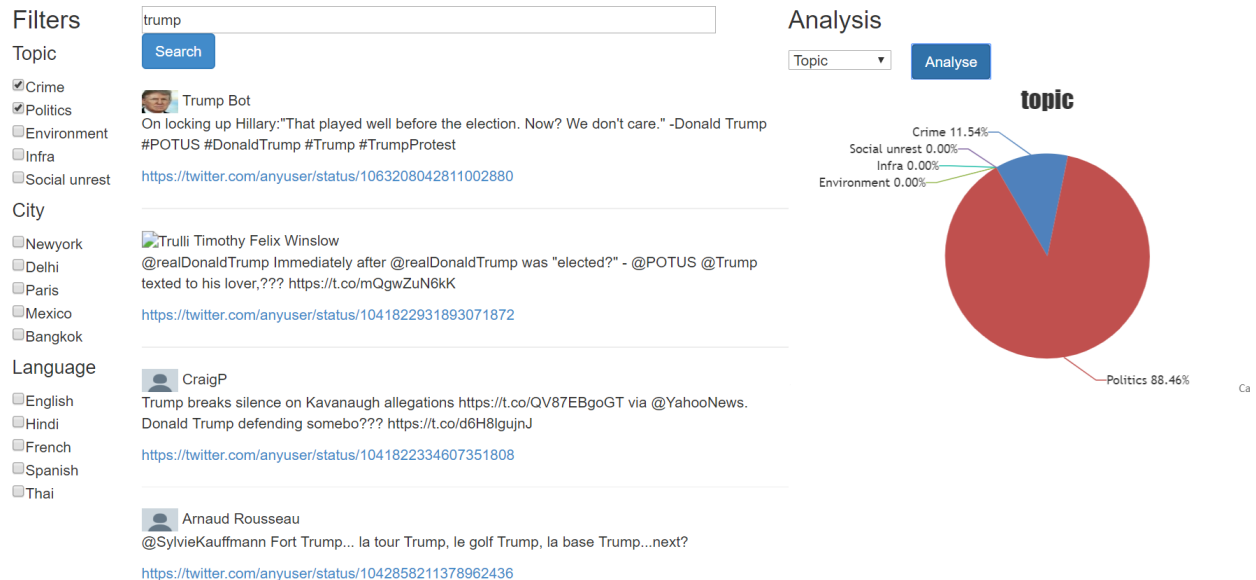 Filters
Topic
Crime
Politics
Environment
Infra
Social unrest
City
Newyork
Delhi
Paris
Mexico
Bangkok
Language
English
Hindi
French
Spanish
Thai
trump
Search
Trump Bot
On locking up Hillary:"That played well before the election. Now? We don't care." -Donald Trump
#POTUS #DonaldTrump #Trump #TrumpProtest
https://twitter.com/anyuser/status/1063208042811002880
Trulli Timothy Felix Winslow
@realDonaldTrump Immediately after @realDonaldTrump was "elected?" - @POTUS @Trump
texted to his lover,??? https://t.co/mQgwZuN6kK
https://twitter.com/anyuser/status/1041822931893071872
CraigP
Trump breaks silence on Kavanaugh allegations https://t.co/QV87EBgoGT via @YahooNews.
Donald Trump defending somebo??? https://t.co/d6H8lgujnJ
https://twitter.com/anyuser/status/1041822334607351808
Arnaud Rousseau
@SylvieKauffmann Fort Trump... la tour Trump, le golf Trump, la base Trump...next?
https://twitter.com/anyuser/status/1042858211378962436
Analysis
Topic
Analyse
topic
Crime 11.54%
Social unrest 0.00%
Infra 0.00%
Environment 0.00%
Politics 88.46%
Ca